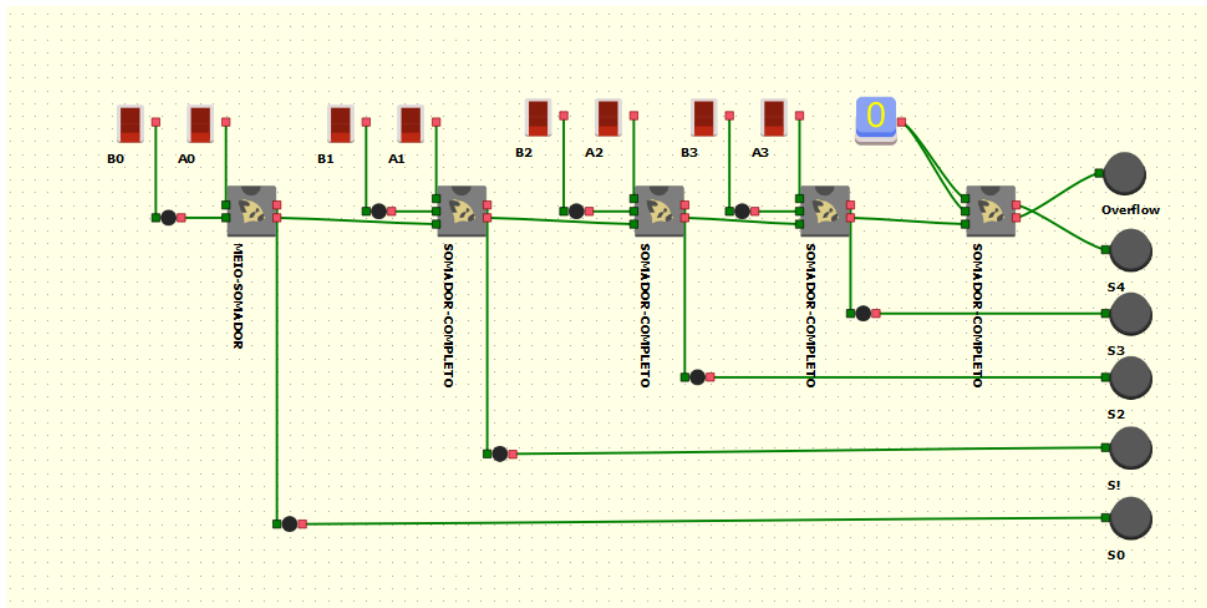 0
B0
A0
B1
A1
B2
A2
B3
A3
Overflow
MEIO-SOMADOR
SOMADOR-COMPLETO
SOMADOR-COMPLETO
SOMADOR-COMPLETO
SOMADOR-COMPLETO
S4
S3
S2
S!
S0